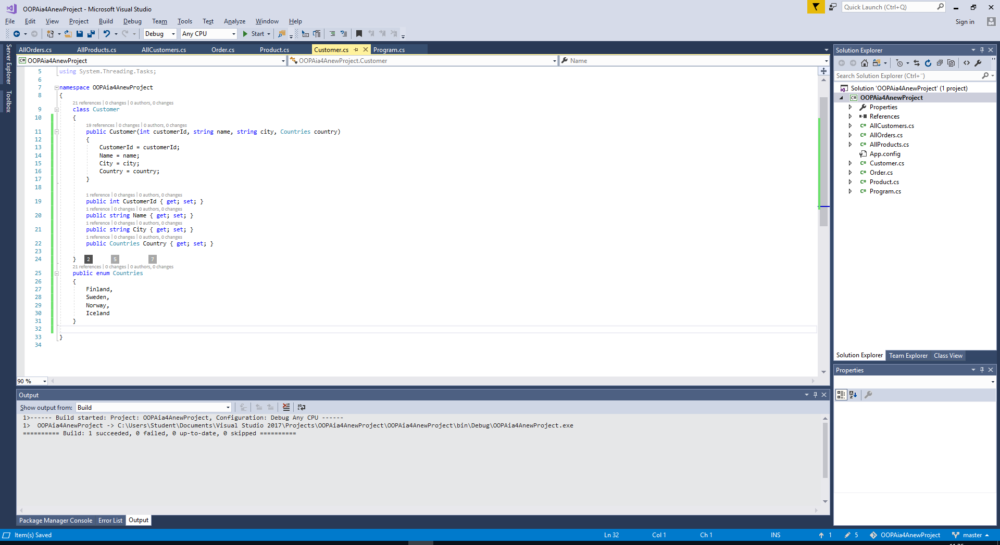 OOPAia4AnewProject - Microsoft Visual Studio
Quick Launch (Ctrl+Q)
File Edit View Project Build Debug Team Tools Test Analyze Window Help
Sign in
Debug Any CPU Start
Server Explorer
Toolbox
AllOrders.cs AllProducts.cs AllCustomers.cs Order.cs Product.cs Customer.cs Program.cs
OOPAia4AnewProject OOPAia4AnewProject.Customer Name
5 using System.Threading.Tasks;
6
7 namespace OOPAia4AnewProject
8 {
21 references | 0 changes | 0 authors, 0 changes
9 class Customer
10 {
19 references | 0 changes | 0 authors, 0 changes
11 public Customer(int customerId, string name, string city, Countries country)
12 {
13 CustomerId = customerId;
14 Name = name;
15 City = city;
16 Country = country;
17 }
18
1 reference | 0 changes | 0 authors, 0 changes
19 public int CustomerId { get; set; }
1 reference | 0 changes | 0 authors, 0 changes
20 public string Name { get; set; }
1 reference | 0 changes | 0 authors, 0 changes
21 public string City { get; set; }
1 reference | 0 changes | 0 authors, 0 changes
22 public Countries Country { get; set; }
23
24 } 2 5 7
21 references | 0 changes | 0 authors, 0 changes
25 public enum Countries
26 {
27 Finland,
28 Sweden,
29 Norway,
30 Iceland
31 }
32
33 }
34
90 %
Output
Show output from: Build
1>------ Build started: Project: OOPAia4AnewProject, Configuration: Debug Any CPU ------
1>  OOPAia4AnewProject -> C:\Users\Student\Documents\Visual Studio 2017\Projects\OOPAia4AnewProject\OOPAia4AnewProject\bin\Debug\OOPAia4AnewProject.exe
========== Build: 1 succeeded, 0 failed, 0 up-to-date, 0 skipped ==========
Package Manager Console Error List Output
Solution Explorer
Search Solution Explorer (Ctrl+¨)
Solution 'OOPAia4AnewProject' (1 project)
C# OOPAia4AnewProject
Properties
References
C# AllCustomers.cs
C# AllOrders.cs
C# AllProducts.cs
App.config
C# Customer.cs
C# Order.cs
C# Product.cs
C# Program.cs
Solution Explorer Team Explorer Class View
Properties
Item(s) Saved Ln 32 Col 1 Ch 1 INS 1 5 OOPAia4AnewProject master